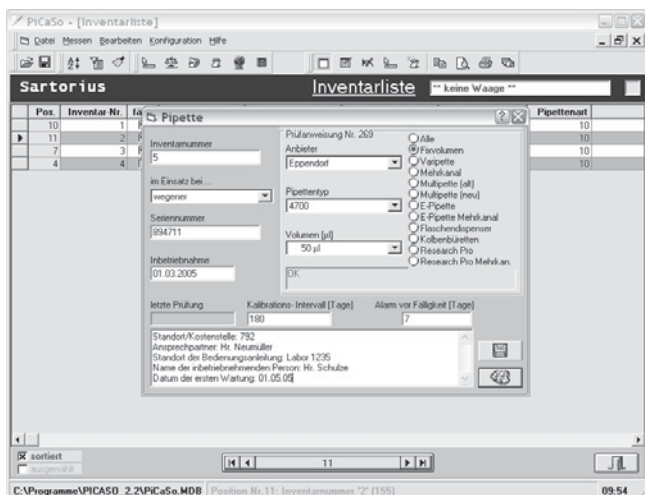 PiCaSo - [Inventarliste]
Datei Messen Bearbeiten Konfiguration Hilfe
Sartorius Inventarliste ** keine Waage **
Pos. Inventar-Nr. Pipettenart
10 1 10
11 2 10
7 3 10
4 4 10
Pipette
Inventarnummer
5
im Einsatz bei...
wegener
Seriennummer
894711
Inbetriebnahme
01.03.2005
Prüfanweisung Nr. 269
Anbieter
Eppendorf
Pipettentyp
4700
Volumen [µl]
50 µl
OK
Alle
Fixvolumen
Varipette
Mehrkanal
Multipette (alt)
Multipette (neu)
E-Pipette
E-Pipette Mehrkanal
Flaschendispenser
Kolbenbüretten
Research Pro
Research Pro Mehrkan.
letzte Prüfung Kalibrations- Intervall [Tage] Alarm vor Fälligkeit [Tage]
180 7
Standort/Kostenstelle: 792
Ansprechpartner: Hr. Neumüller
Standort der Bedienungsanleitung: Labor 1235
Name der inbetriebnehmenden Person: Hr. Schulze
Datum der ersten Wartung: 01.05.05
sortiert
ausgewählt
11
C:\Programme\PICASO_2.2\PiCaSo.MDB Position Nr.11: Inventarnummer '2' (155) 09:54